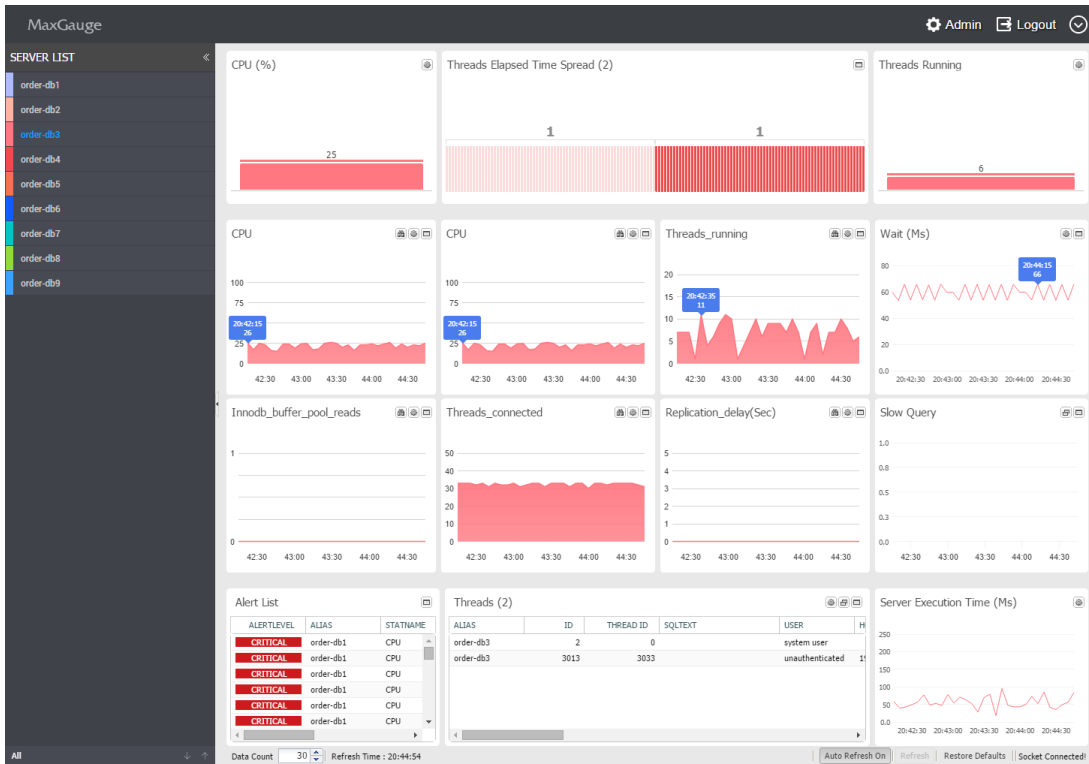 MaxGauge
Admin Logout
SERVER LIST «
order-db1
order-db2
order-db3
order-db4
order-db5
order-db6
order-db7
order-db8
order-db9
All
CPU (%)
25
Threads Elapsed Time Spread (2)
1 1
Threads Running
6
CPU
100
75
25
0
20:42:15
26
42:30 43:00 43:30 44:00 44:30
CPU
100
75
25
0
20:42:15
26
42:30 43:00 43:30 44:00 44:30
Threads_running
20
15
10
5
0
20:42:35
11
42:30 43:00 43:30 44:00 44:30
Wait (Ms)
80
60
40
20
0.0
20:44:15
66
20:42:30 20:43:00 20:43:30 20:44:00 20:44:30
Innodb_buffer_pool_reads
1
0
42:30 43:00 43:30 44:00 44:30
Threads_connected
50
40
30
20
10
0
42:30 43:00 43:30 44:00 44:30
Replication_delay(Sec)
5
4
3
2
1
0
42:30 43:00 43:30 44:00 44:30
Slow Query
1.0
0.8
0.5
0.3
0.0
42:30 43:00 43:30 44:00 44:30
Alert List
ALERTLEVEL ALIAS STATNAME
CRITICAL order-db1 CPU
CRITICAL order-db1 CPU
CRITICAL order-db1 CPU
CRITICAL order-db1 CPU
CRITICAL order-db1 CPU
CRITICAL order-db1 CPU
Threads (2)
ALIAS ID THREAD ID SQLTEXT USER
order-db3 2 0 system user
order-db3 3013 3033 unauthenticated
Server Execution Time (Ms)
250
200
150
100
50
0.0
20:42:30 20:43:00 20:43:30 20:44:00 20:44:30
Data Count 30 Refresh Time : 20:44:54
Auto Refresh On Refresh Restore Defaults Socket Connected!